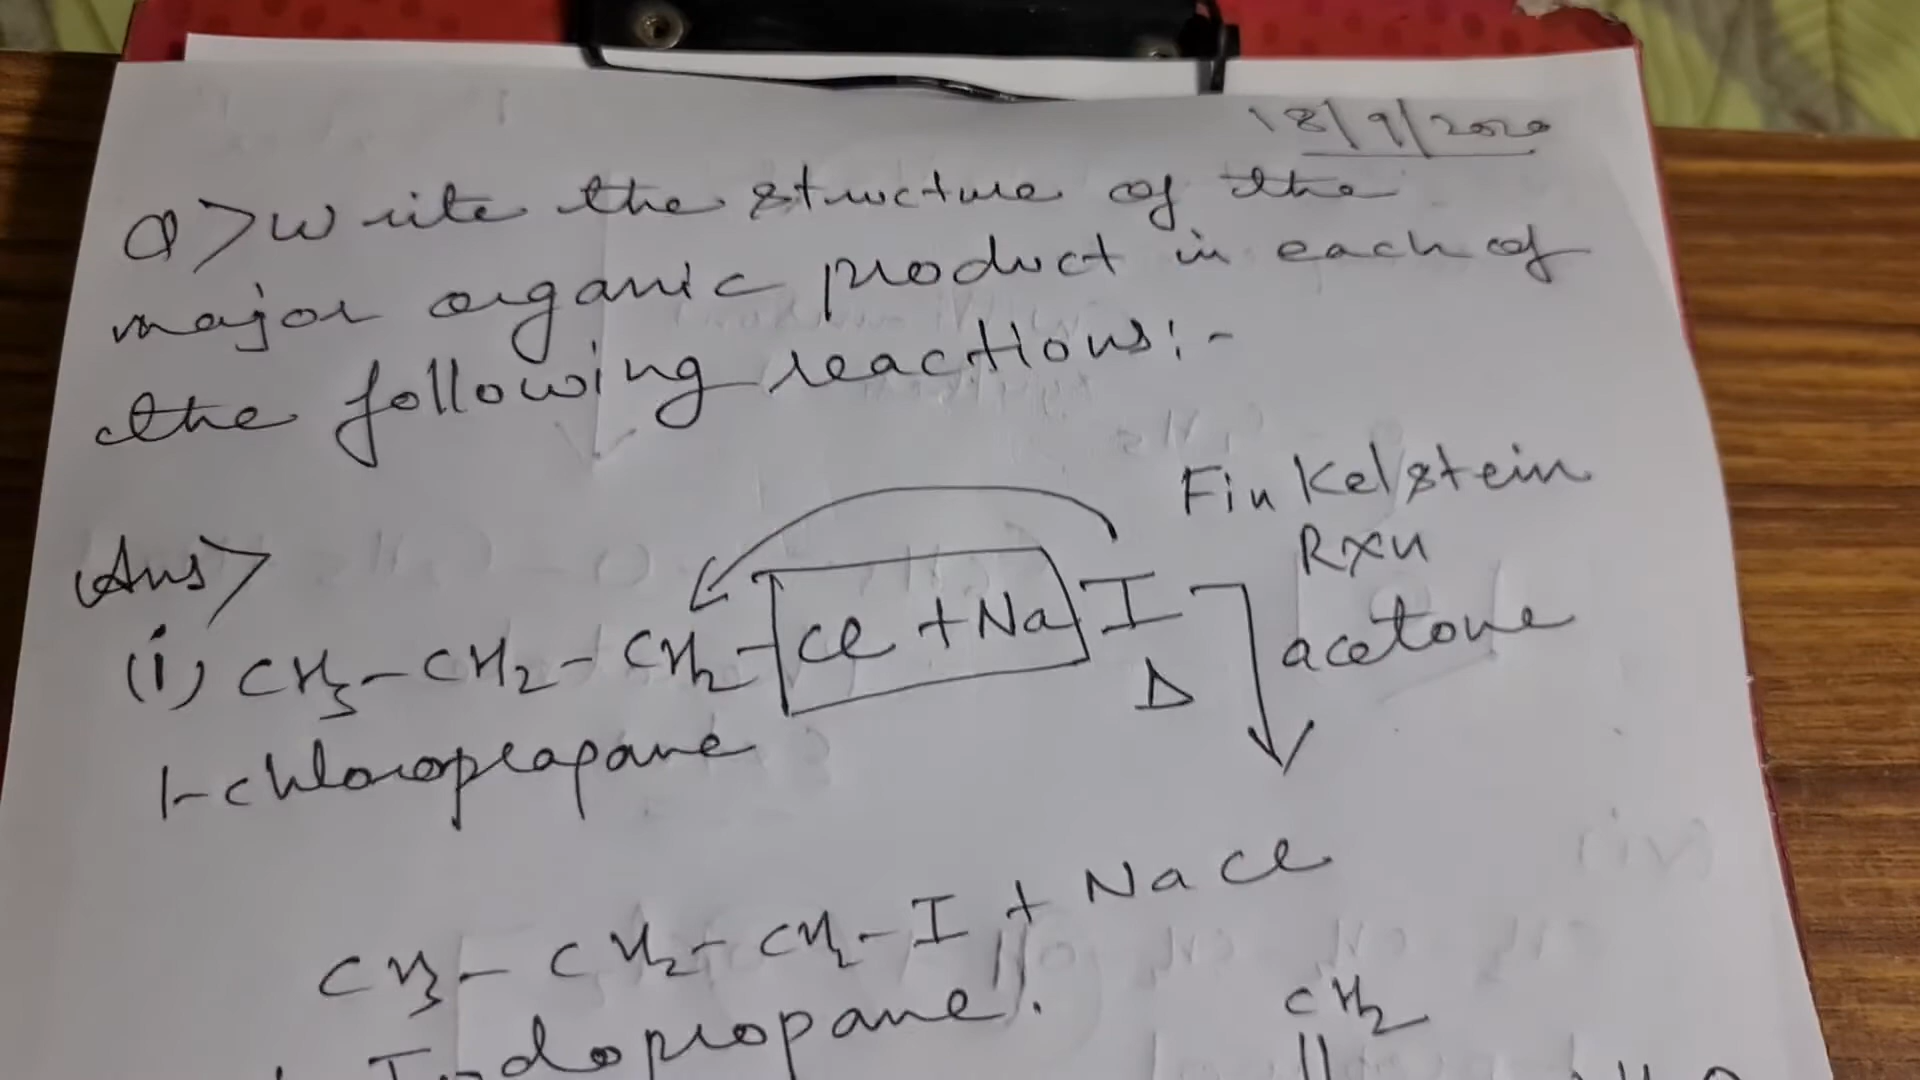 18/9/2020
Q> Write the structure of the
major organic product in each of
the following reactions:-
Finkelstein
Rxn
Ans>
(i) CH3-CH2-CH2-Cl + NaI
acetone
Δ
1-chloropropane
CH3-CH2-CH2-I + NaCl
Iodopropane.
CH2